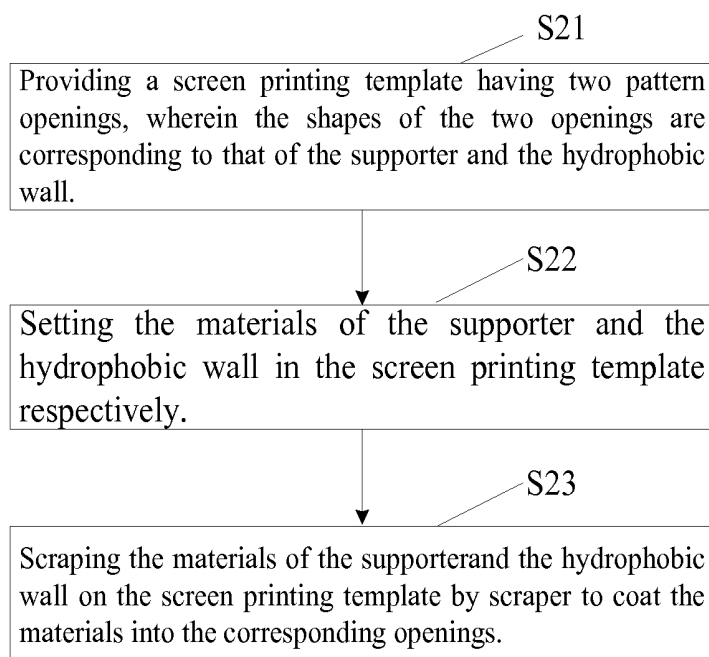 S21
Providing a screen printing template having two pattern
openings, wherein the shapes of the two openings are
corresponding to that of the supporter and the hydrophobic
wall.
S22
Setting the materials of the supporter and the
hydrophobic wall in the screen printing template
respectively.
S23
Scraping the materials of the supporterand the hydrophobic
wall on the screen printing template by scraper to coat the
materials into the corresponding openings.